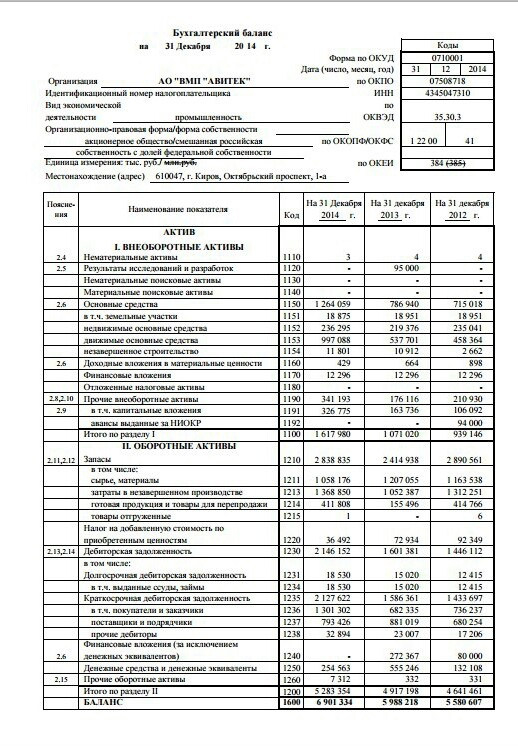 Бухгалтерский баланс
на 31 Декабря 20 14 г.
Коды
Форма по ОКУД 0710001
Дата (число, месяц, год) 31 12 2014
Организация АО "ВМП "АВИТЕК" по ОКПО 07508718
Идентификационный номер налогоплательщика ИНН 4345047310
Вид экономической по
деятельности промышленность ОКВЭД 35.30.3
Организационно-правовая форма/форма собственности
акционерное общество/смешанная российская по ОКОПФ/ОКФС 1 22 00 41
собственность с долей федеральной собственности
Единица измерения: тыс. руб./ млн.руб. по ОКЕИ 384 (385)
Местонахождение (адрес) 610047, г. Киров, Октябрьский проспект, 1-а
Поясне-ния Наименование показателя Код На 31 Декабря 2014 г. На 31 декабря 2013 г. На 31 декабря 2012 г.
АКТИВ
I. ВНЕОБОРОТНЫЕ АКТИВЫ
2.4 Нематериальные активы 1110 3 4 4
2.5 Результаты исследований и разработок 1120 - 95 000 -
Нематериальные поисковые активы 1130 - - -
Материальные поисковые активы 1140 - - -
2.6 Основные средства 1150 1 264 059 786 940 715 018
в т.ч. земельные участки 1151 18 875 18 951 18 951
недвижимые основные средства 1152 236 295 219 376 235 041
движимые основные средства 1153 997 088 537 701 458 364
незавершенное строительство 1154 11 801 10 912 2 662
2.6 Доходные вложения в материальные ценности 1160 429 664 898
Финансовые вложения 1170 12 296 12 296 12 296
Отложенные налоговые активы 1180 - - -
2.8,2.10 Прочие внеоборотные активы 1190 341 193 176 116 210 930
2.9 в т.ч. капитальные вложения 1191 326 775 163 736 106 092
авансы выданные за НИОКР 1192 - - 94 000
Итого по разделу I 1100 1 617 980 1 071 020 939 146
II. ОБОРОТНЫЕ АКТИВЫ
2.11,2.12 Запасы 1210 2 838 835 2 414 938 2 890 561
в том числе:
сырье, материалы 1211 1 058 176 1 207 055 1 163 538
затраты в незавершенном производстве 1213 1 368 850 1 052 387 1 312 251
готовая продукция и товары для перепродажи 1214 411 808 155 496 414 766
товары отгруженные 1215 1 - 6
Налог на добавленную стоимость по
приобретенным ценностям 1220 36 492 72 934 92 349
2.13,2.14 Дебиторская задолженность 1230 2 146 152 1 601 381 1 446 112
в том числе:
Долгосрочная дебиторская задолженность 1231 18 530 15 020 12 415
в т.ч. выданные ссуды, займы 1234 18 530 15 020 12 415
Краткосрочная дебиторская задолженность 1235 2 127 622 1 586 361 1 433 697
в т.ч. покупатели и заказчики 1236 1 301 302 682 335 736 237
поставщики и подрядчики 1237 793 426 881 019 680 254
прочие дебиторы 1238 32 894 23 007 17 206
Финансовые вложения (за исключением
2.6 денежных эквивалентов) 1240 - 272 367 80 000
Денежные средства и денежные эквиваленты 1250 254 563 555 246 132 108
2.15 Прочие оборотные активы 1260 7 312 332 331
Итого по разделу II 1200 5 283 354 4 917 198 4 641 461
БАЛАНС 1600 6 901 334 5 988 218 5 580 607